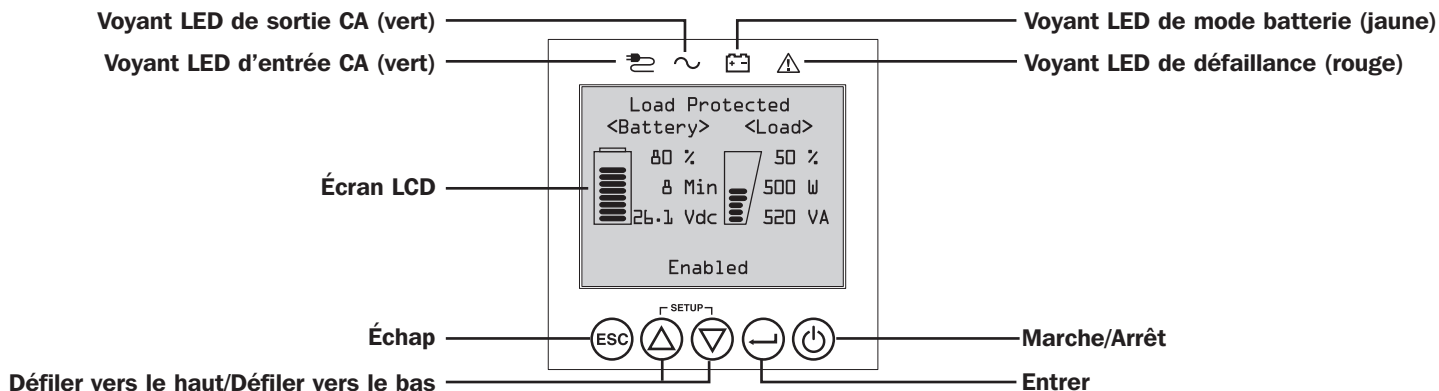 Voyant LED de sortie CA (vert)
Voyant LED de mode batterie (jaune)
Voyant LED d'entrée CA (vert)
Voyant LED de défaillance (rouge)
Load Protected
<Battery> <Load>
80 % 50 %
Écran LCD
8 Min 500 W
26.1 Vdc 520 VA
Enabled
SETUP
Échap
ESC
Marche/Arrêt
Défiler vers le haut/Défiler vers le bas
Entrer